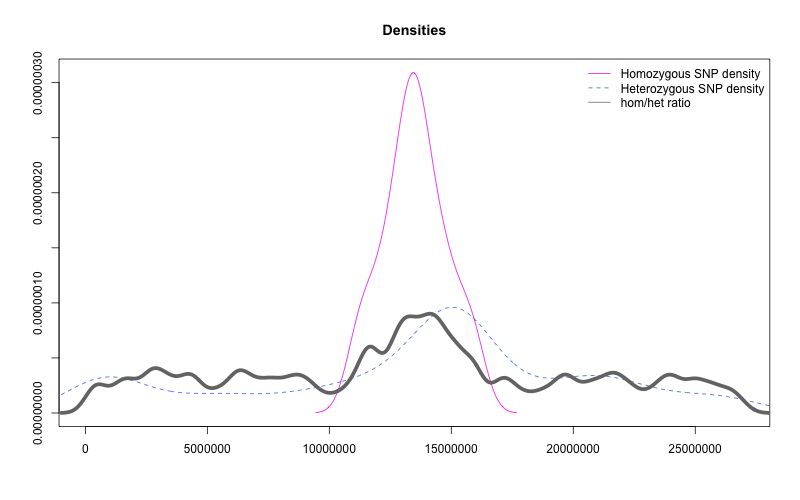 Densities
Homozygous SNP density
Heterozygous SNP density
hom/het ratio
0.00000030
0.00000020
0.00000010
0.00000000
0 5000000 10000000 15000000 20000000 25000000